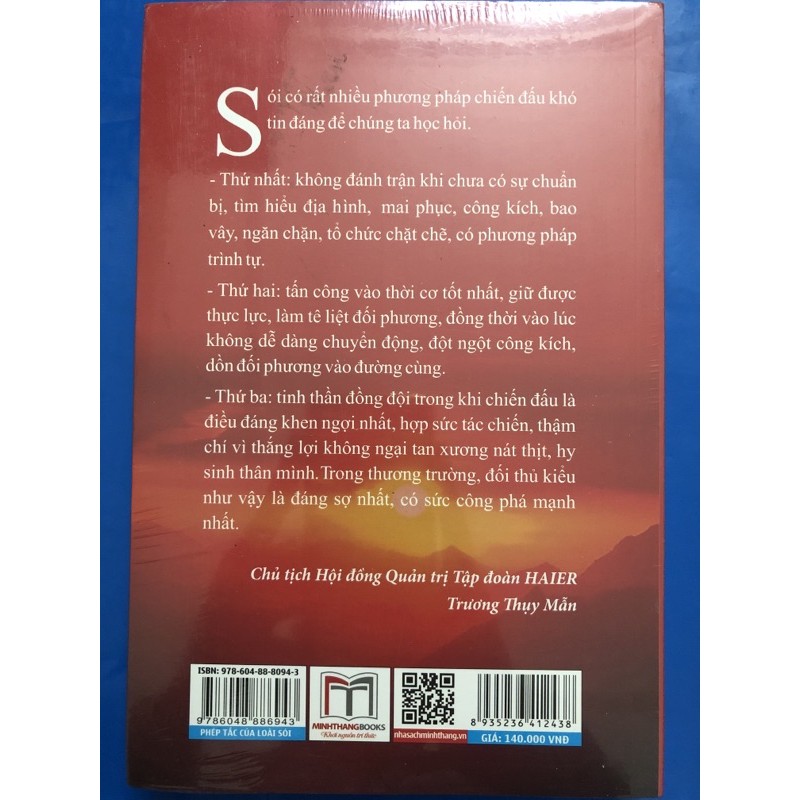 Sói có rất nhiều phương pháp chiến đấu khó
tin đáng để chúng ta học hỏi.
- Thứ nhất: không đánh trận khi chưa có sự chuẩn
bị, tìm hiểu địa hình, mai phục, công kích, bao
vây, ngăn chặn, tổ chức chặt chẽ, có phương pháp
trình tự.
- Thứ hai: tấn công vào thời cơ tốt nhất, giữ được
thực lực, làm tê liệt đối phương, đồng thời vào lúc
không dễ dàng chuyển động, đột ngột công kích,
dồn đối phương vào đường cùng.
- Thứ ba: tinh thần đồng đội trong khi chiến đấu là
điều đáng khen ngợi nhất, hợp sức tác chiến, thậm
chí vì thắng lợi không ngại tan xương nát thịt, hy
sinh thân mình.Trong thương trường, đối thủ kiểu
như vậy là đáng sợ nhất, có sức công phá mạnh
nhất.
Chủ tịch Hội đồng Quản trị Tập đoàn HAIER
Trương Thụy Mẫn
ISBN: 978-604-88-8094-3
9786048886943
PHÉP TẮC CỦA LOÀI SÓI
MINHTHANGBOOKS
Khơi nguồn tri thức
nhasachminhthang.vn
8935236412438
GIÁ: 140.000 VNĐ